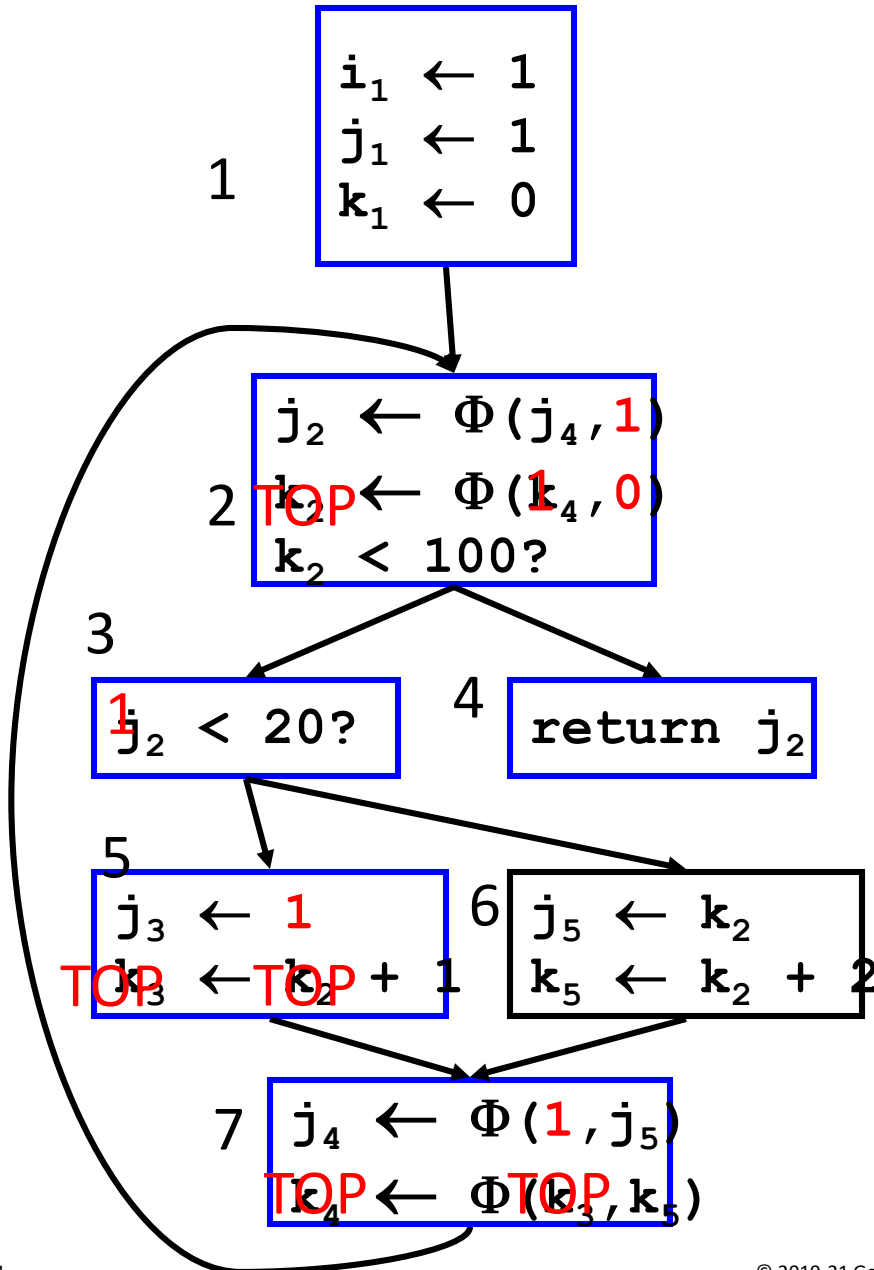 i₁ ← 1
j₁ ← 1
1
k₁ ← 0
j₂ ← Φ(j₄,1)
2
TOP k₂ ← Φ(1 k₄,0)
k₂ < 100?
3
1 j₂ < 20?
4
return j₂
5
j₃ ← 1
TOP k₃ ← TOP k₂ + 1
6
j₅ ← k₂
k₅ ← k₂ + 2
7
j₄ ← Φ(1,j₅)
TOP k₄ ← Φ(TOP k₃,k₅)